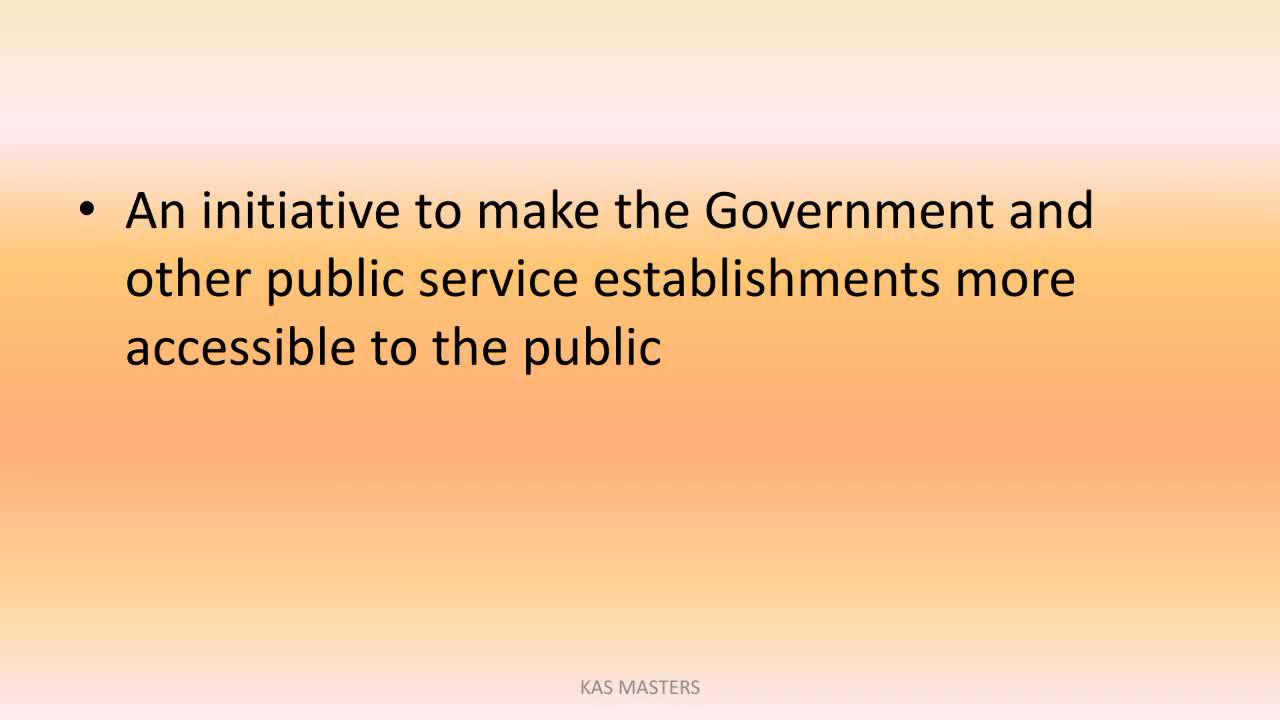 • An initiative to make the Government and
other public service establishments more
accessible to the public
KAS MASTERS